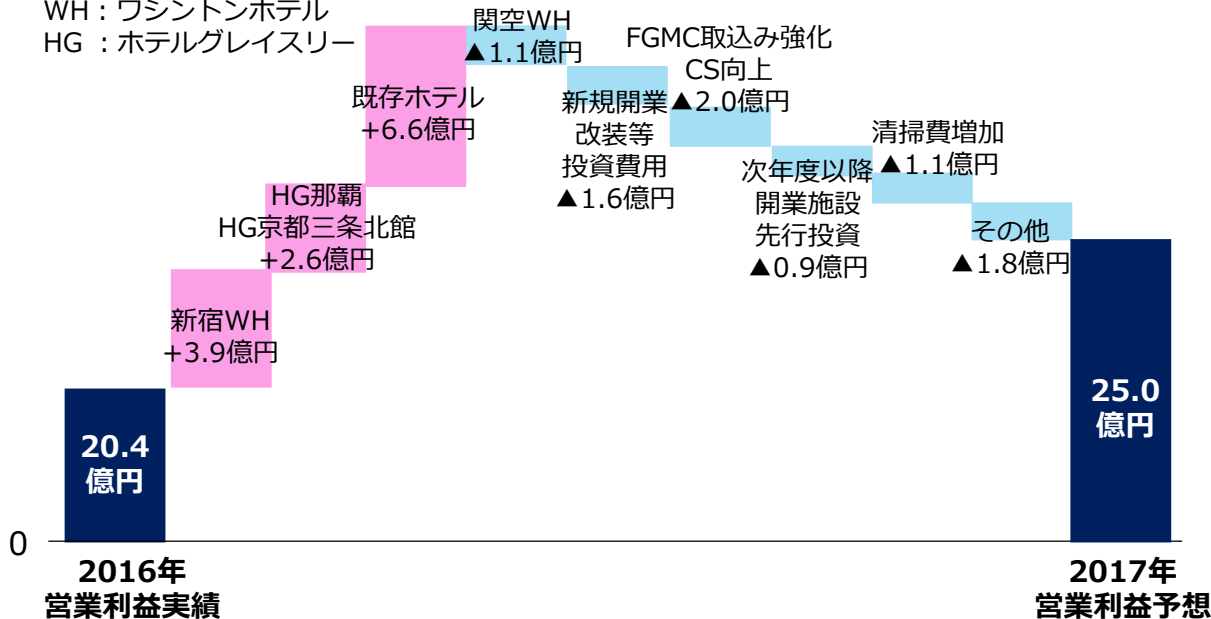 WH：ワシントンホテル
HG ：ホテルグレイスリー
関空WH
▲1.1億円
FGMC取込み強化
CS向上
▲2.0億円
既存ホテル
+6.6億円
新規開業
改装等
投資費用
▲1.6億円
清掃費増加
▲1.1億円
次年度以降
開業施設
先行投資
▲0.9億円
HG那覇
HG京都三条北館
+2.6億円
その他
▲1.8億円
新宿WH
+3.9億円
20.4
億円
25.0
億円
0
2016年
営業利益実績
2017年
営業利益予想